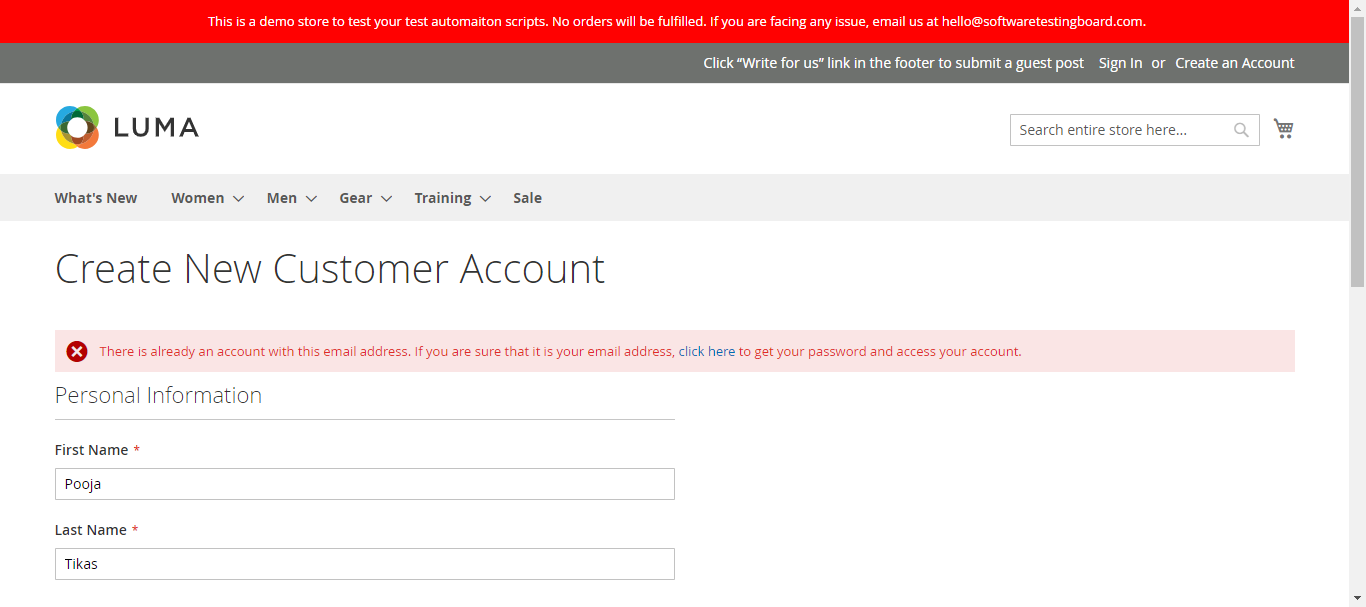 This is a demo store to test your test automaiton scripts. No orders will be fulfilled. If you are facing any issue, email us at hello@softwaretestingboard.com.
Click “Write for us” link in the footer to submit a guest post Sign In or Create an Account
LUMA
Search entire store here...
What's New Women Men Gear Training Sale
Create New Customer Account
There is already an account with this email address. If you are sure that it is your email address, click here to get your password and access your account.
Personal Information
First Name *
Pooja
Last Name *
Tikas